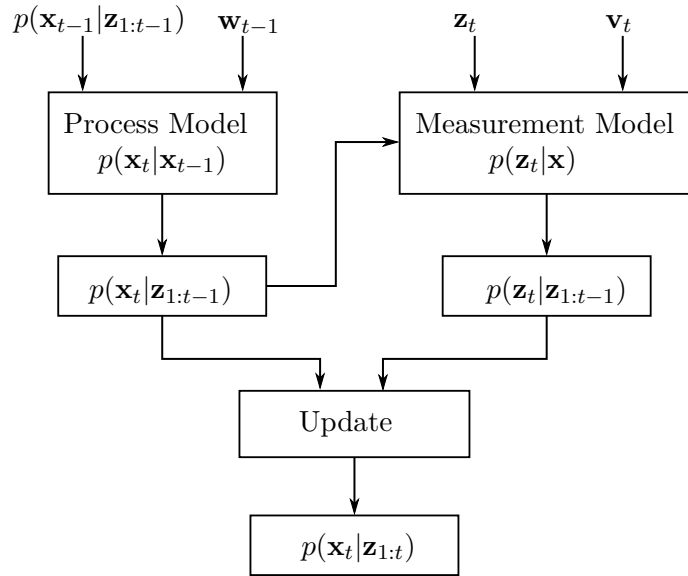 p(x_{t-1}|z_{1:t-1})
w_{t-1}
z_t
v_t
Process Model
p(x_t|x_{t-1})
Measurement Model
p(z_t|x)
p(x_t|z_{1:t-1})
p(z_t|z_{1:t-1})
Update
p(x_t|z_{1:t})